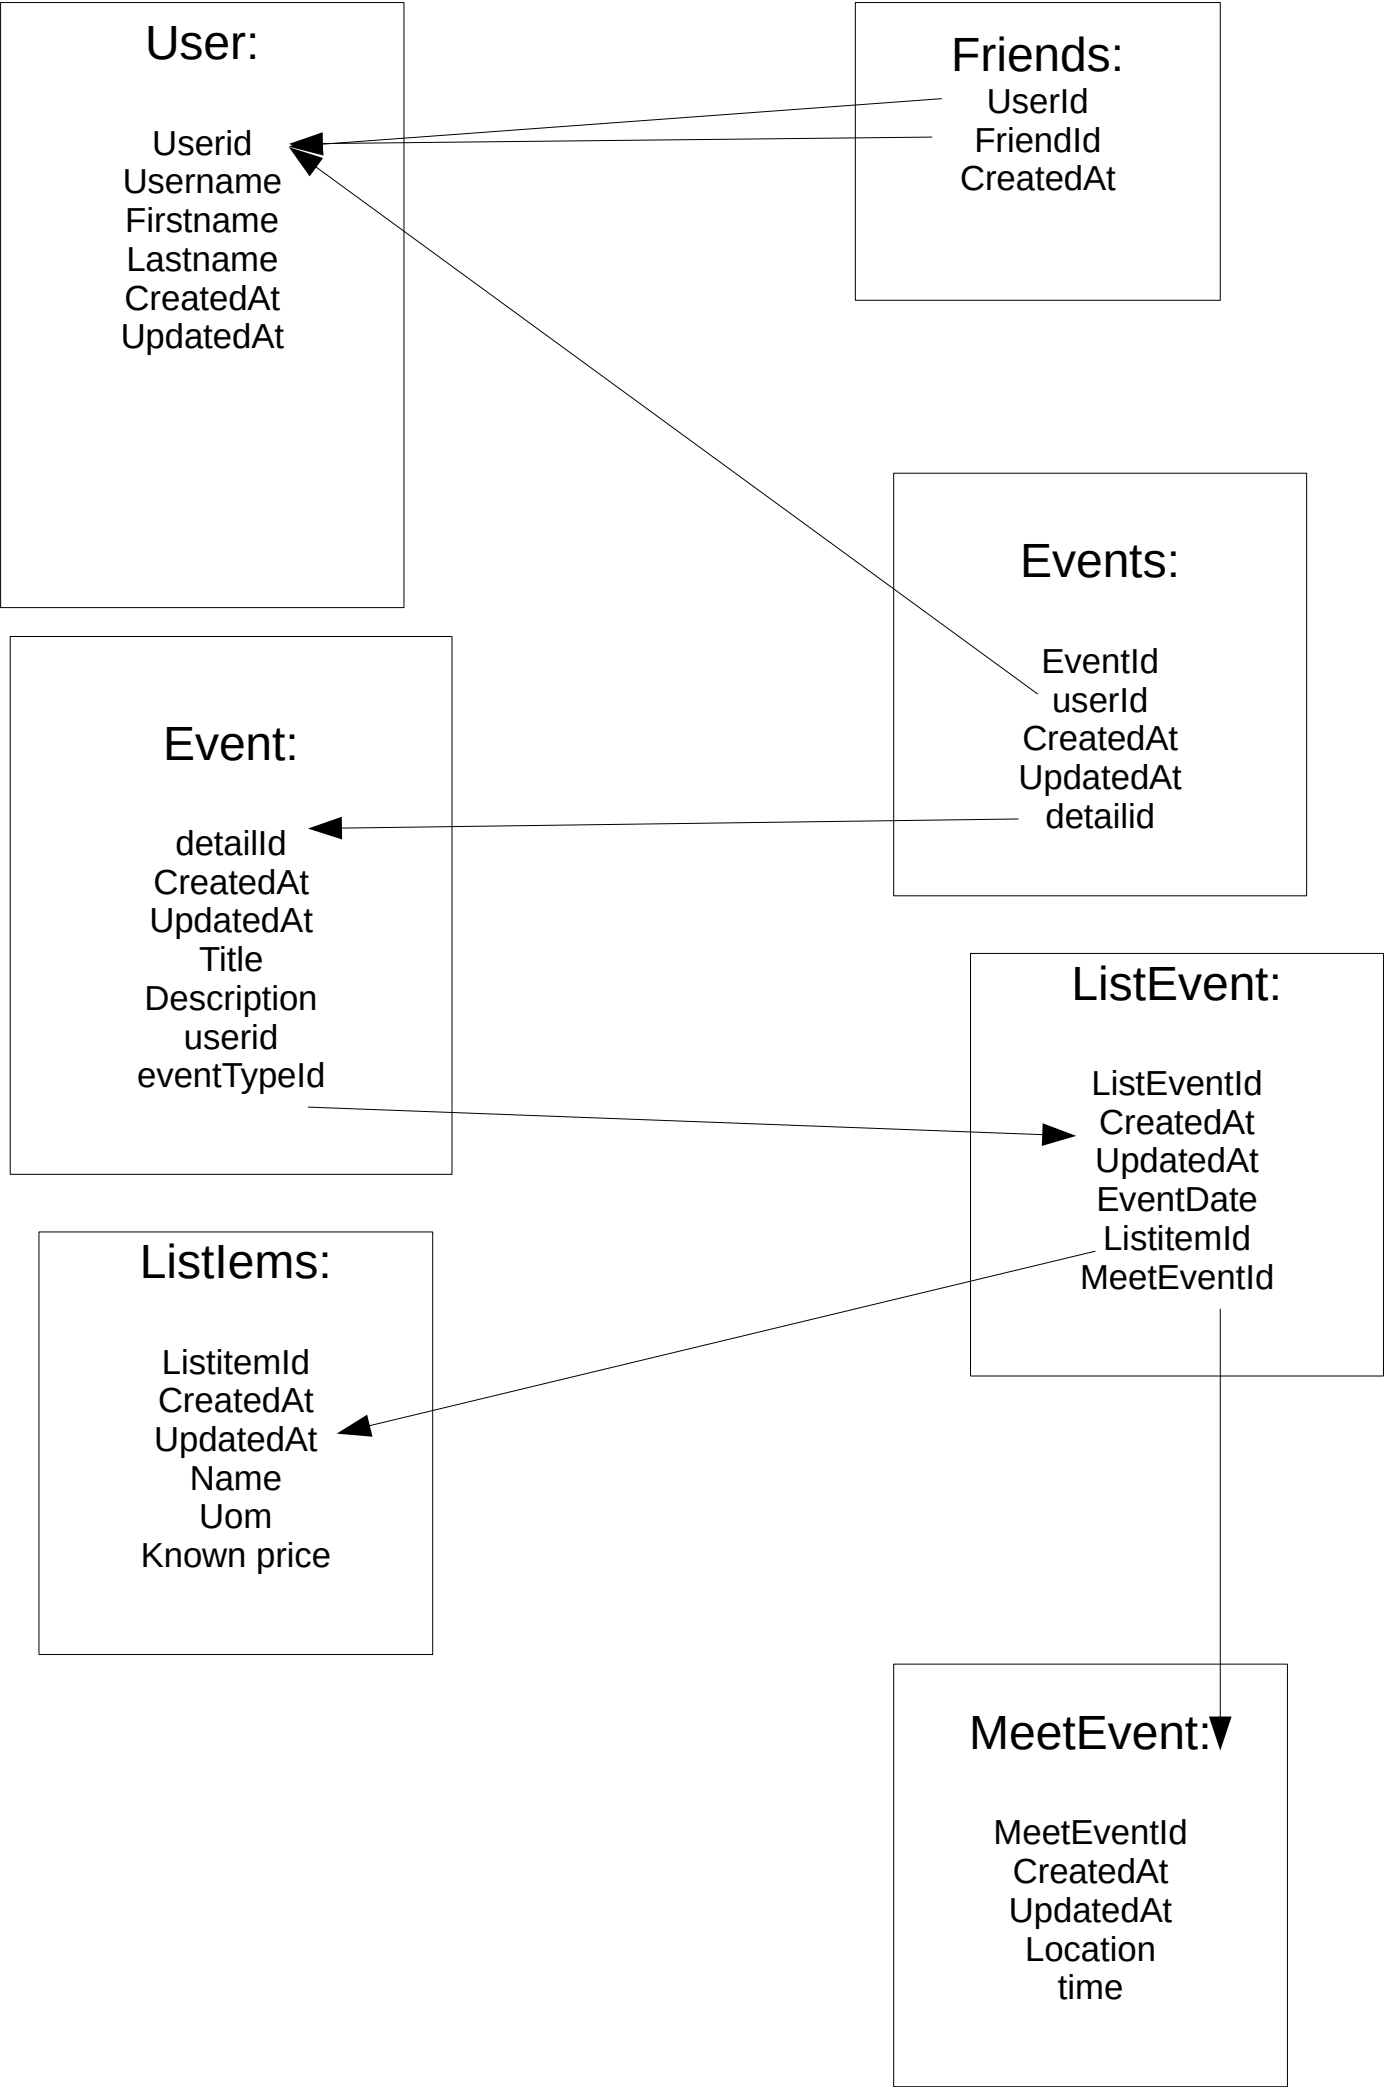 User:
Userid
Username
Firstname
Lastname
CreatedAt
UpdatedAt
Friends:
UserId
FriendId
CreatedAt
Events:
EventId
userId
CreatedAt
UpdatedAt
detailid
Event:
detailId
CreatedAt
UpdatedAt
Title
Description
userid
eventTypeId
ListEvent:
ListEventId
CreatedAt
UpdatedAt
EventDate
ListitemId
MeetEventId
ListIems:
ListitemId
CreatedAt
UpdatedAt
Name
Uom
Known price
MeetEvent:
MeetEventId
CreatedAt
UpdatedAt
Location
time